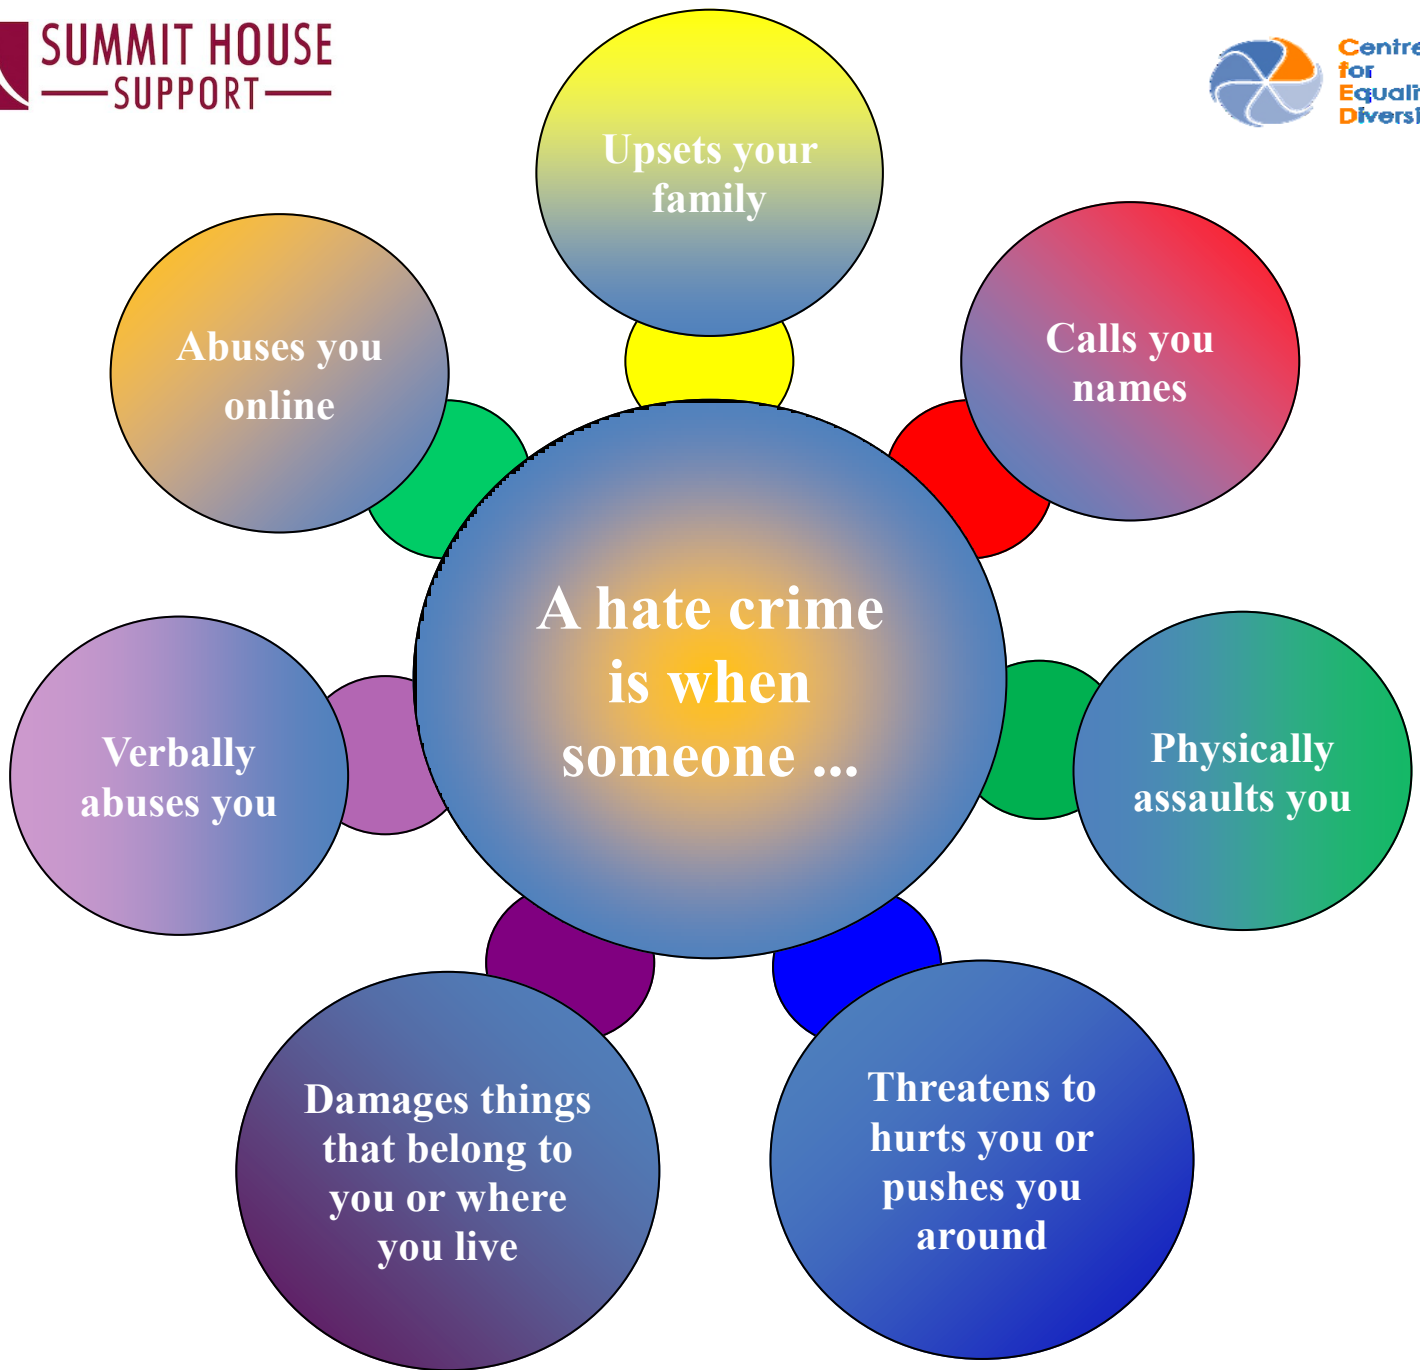 SUMMIT HOUSE
SUPPORT
Centre
for
Equalit
Diversi
Upsets your
family
Calls you
names
Physically
assaults you
Threatens to
hurts you or
pushes you
around
Damages things
that belong to
you or where
you live
Verbally
abuses you
Abuses you
online
A hate crime
is when
someone ...